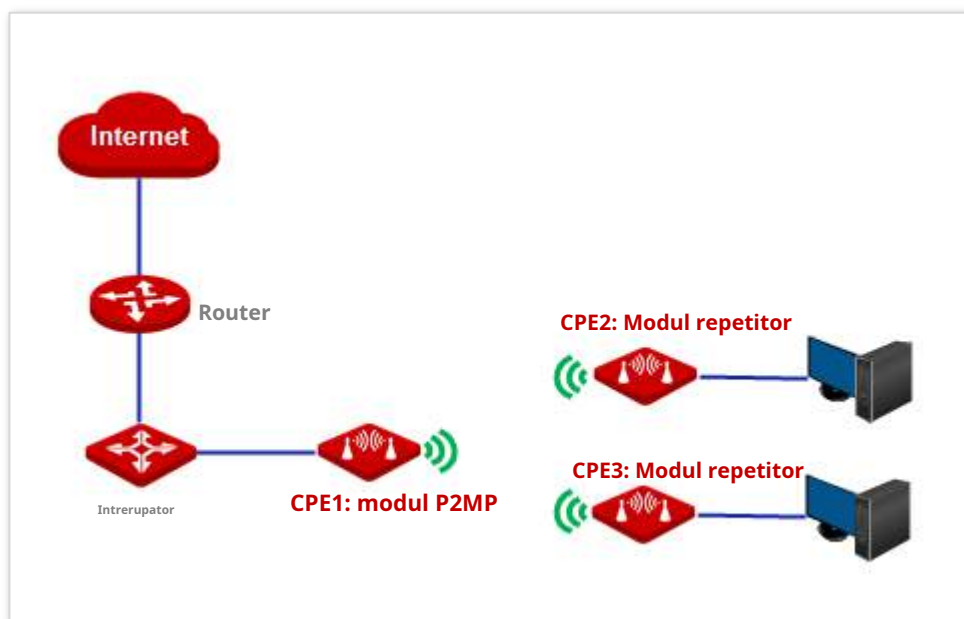 Internet
Router
CPE2: Modul repetitor
CPE3: Modul repetitor
CPE1: modul P2MP
Intrerupator